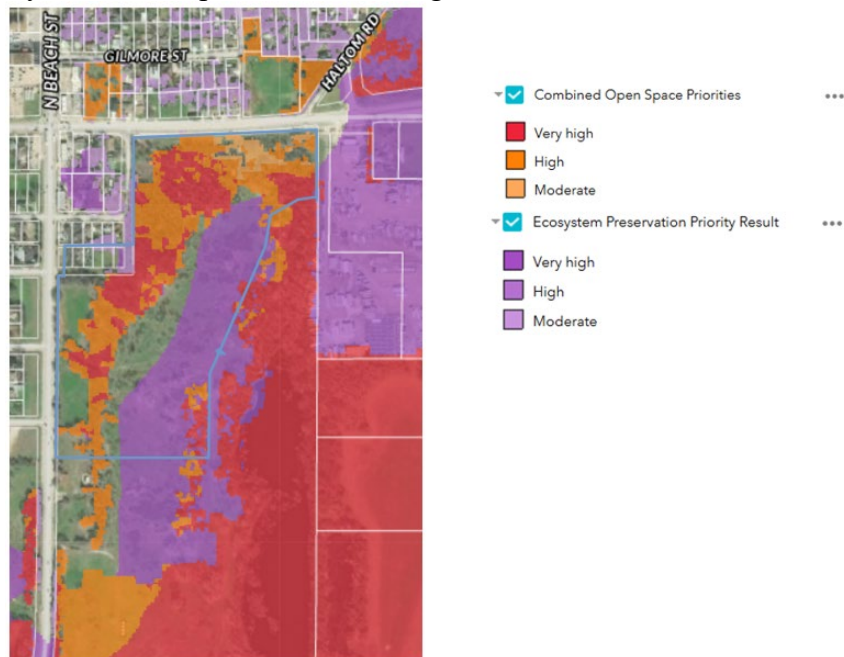 N BEACH ST
GILMORE ST
HALTOM RD
Combined Open Space Priorities
Very high
High
Moderate
Ecosystem Preservation Priority Result
Very high
High
Moderate